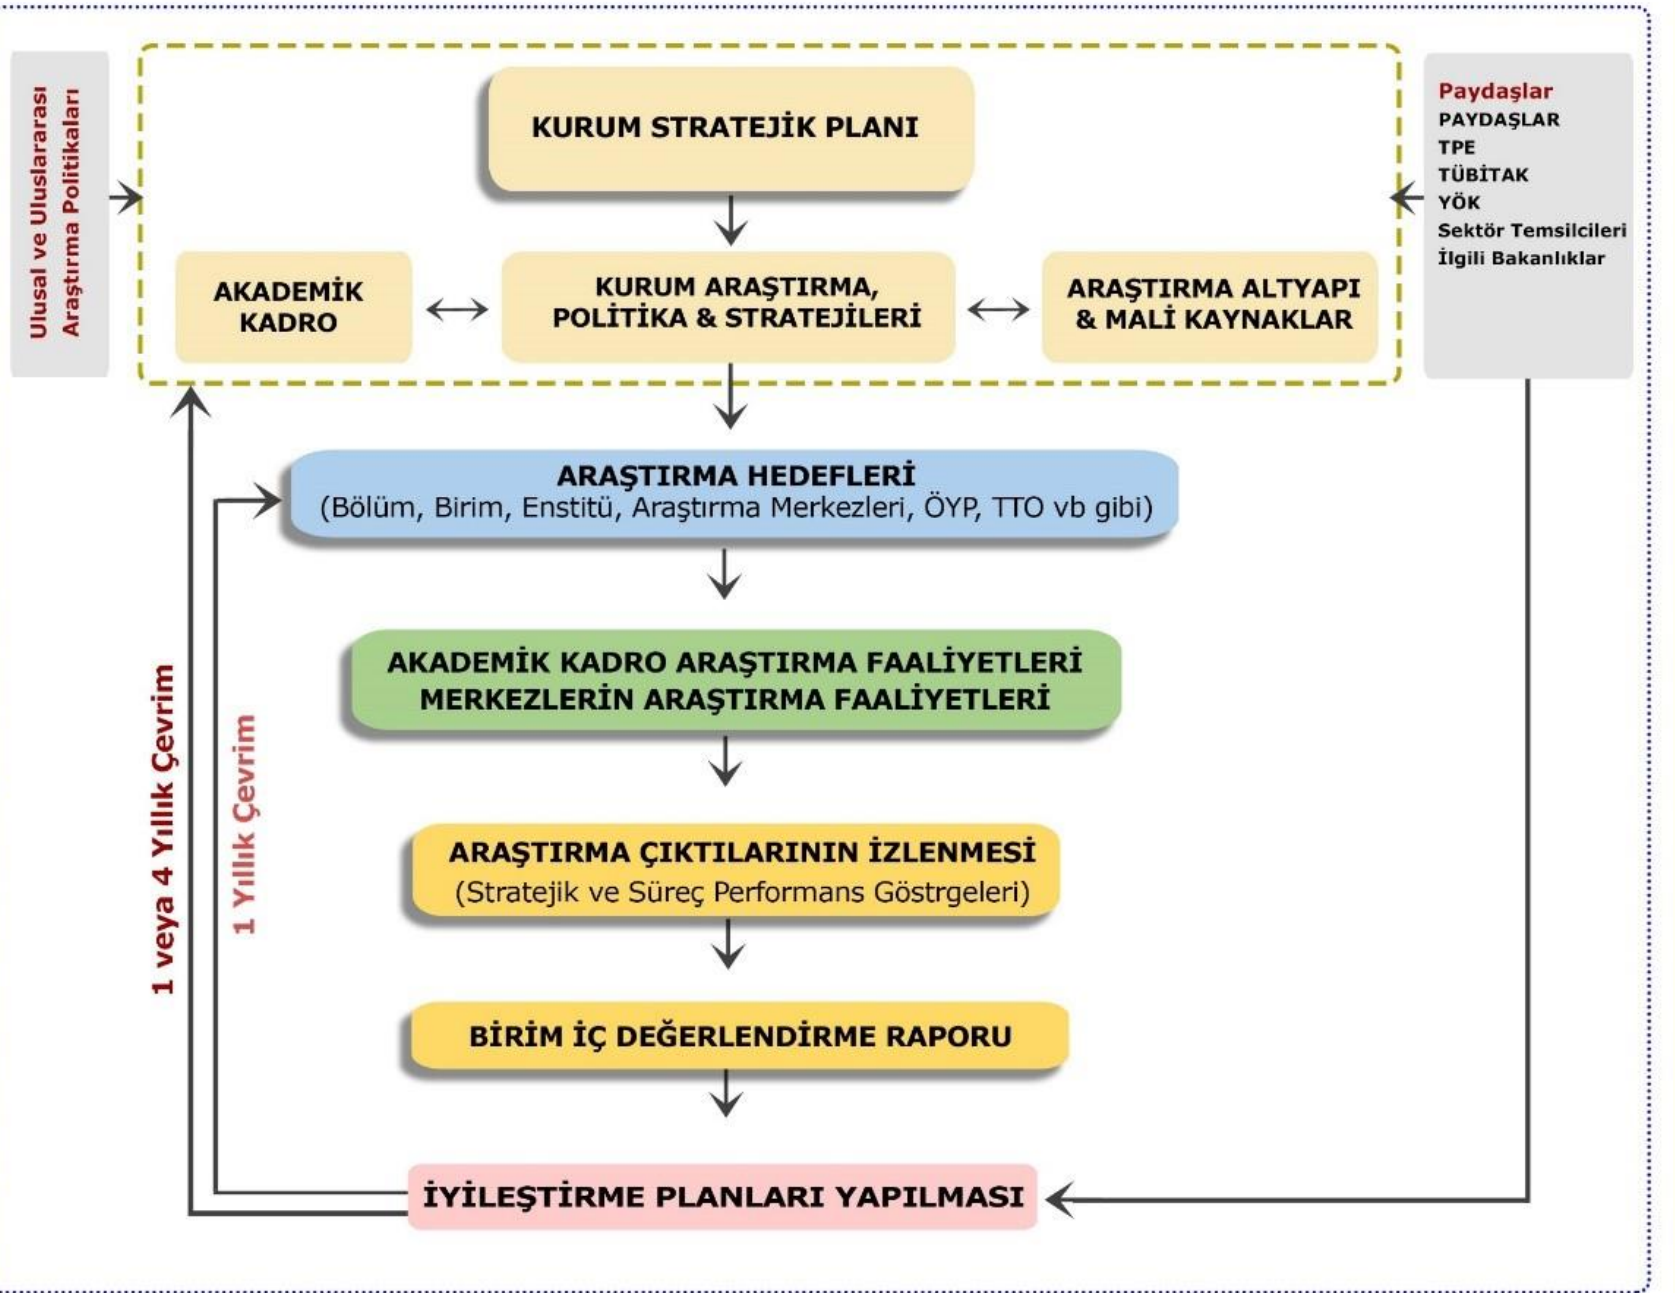 Ulusal ve Uluslararası
Araştırma Politikaları
KURUM STRATEJİK PLANI
Paydaşlar
PAYDAŞLAR
TPE
TÜBİTAK
YÖK
Sektör Temsilcileri
İlgili Bakanlıklar
AKADEMİK
KADRO
KURUM ARAŞTIRMA,
POLİTİKA & STRATEJİLERİ
ARAŞTIRMA ALTYAPI
& MALİ KAYNAKLAR
ARAŞTIRMA HEDEFLERİ
(Bölüm, Birim, Enstitü, Araştırma Merkezleri, ÖYP, TTO vb gibi)
AKADEMİK KADRO ARAŞTIRMA FAALİYETLERİ
MERKEZLERİN ARAŞTIRMA FAALİYETLERİ
1 veya 4 Yıllık Çevrim
1 Yıllık Çevrim
ARAŞTIRMA ÇIKTILARININ İZLENMESİ
(Stratejik ve Süreç Performans Göstrgeleri)
BİRİM İÇ DEĞERLENDİRME RAPORU
İYİLEŞTİRME PLANLARI YAPILMASI